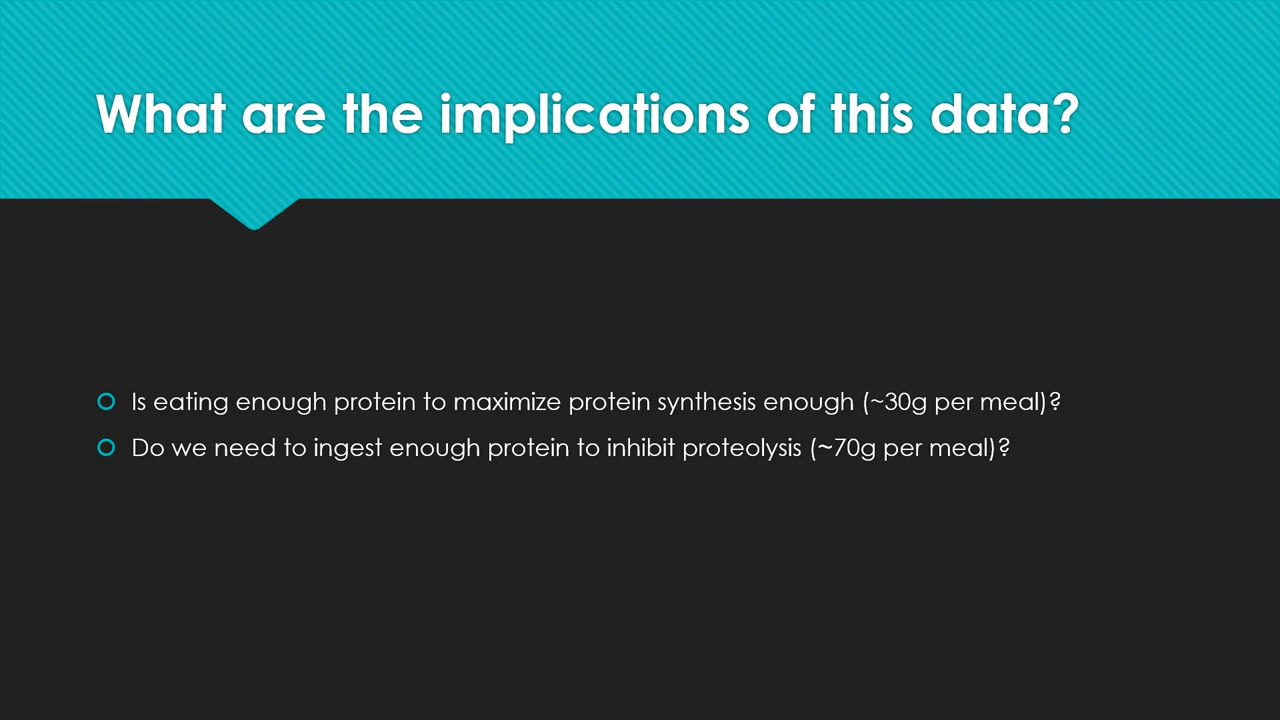 What are the implications of this data?
Is eating enough protein to maximize protein synthesis enough (~30g per meal)?
Do we need to ingest enough protein to inhibit proteolysis (~70g per meal)?